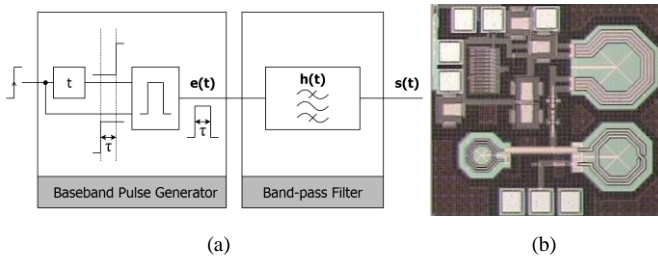 t
τ
τ
e(t)
h(t)
s(t)
Baseband Pulse Generator
Band-pass Filter
(a)
(b)